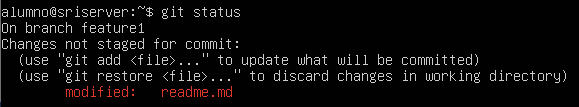 alumno@sriserver:~$ git status
On branch feature1
Changes not staged for commit:
  (use "git add <file>..." to update what will be committed)
  (use "git restore <file>..." to discard changes in working directory)
        modified:   readme.md